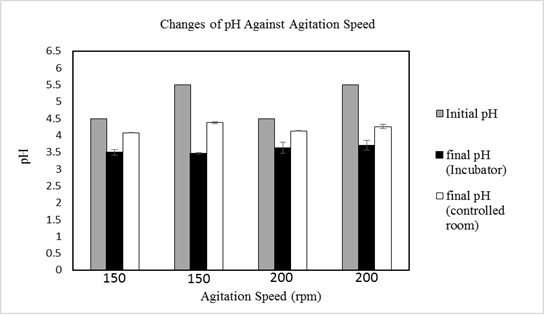 Changes of pH Against Agitation Speed
6.5
6
5.5
5
4.5
4
3.5
3
2.5
2
1.5
1
0.5
0
pH
150 150 200 200
Agitation Speed (rpm)
Initial pH
final pH
(Incubator)
final pH
(controlled
room)